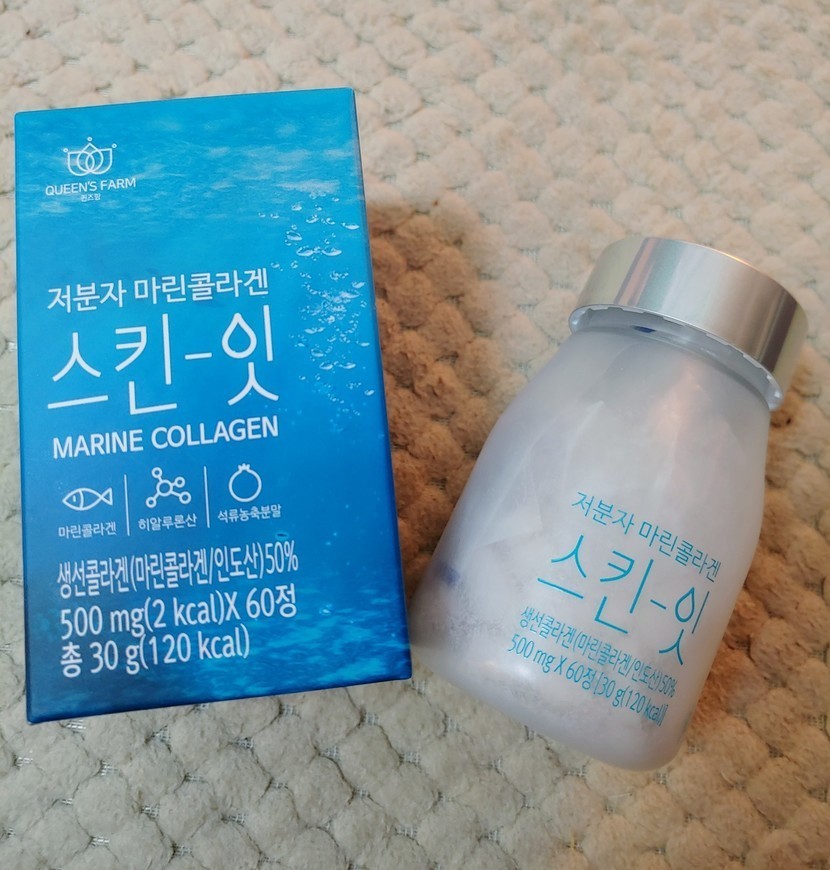 QUEEN'S FARM
퀸즈팜
저분자 마린콜라겐
스킨-잇
MARINE COLLAGEN
마린콜라겐
히알루론산
석류농축분말
생선콜라겐(마린콜라겐/인도산)50%
500 mg(2 kcal)X 60정
총 30 g(120 kcal)
저분자 마린콜라겐
스킨-잇
생선콜라겐(마린콜라겐/인도산)50%
500 mg X 60정|30 g(120 kcal)